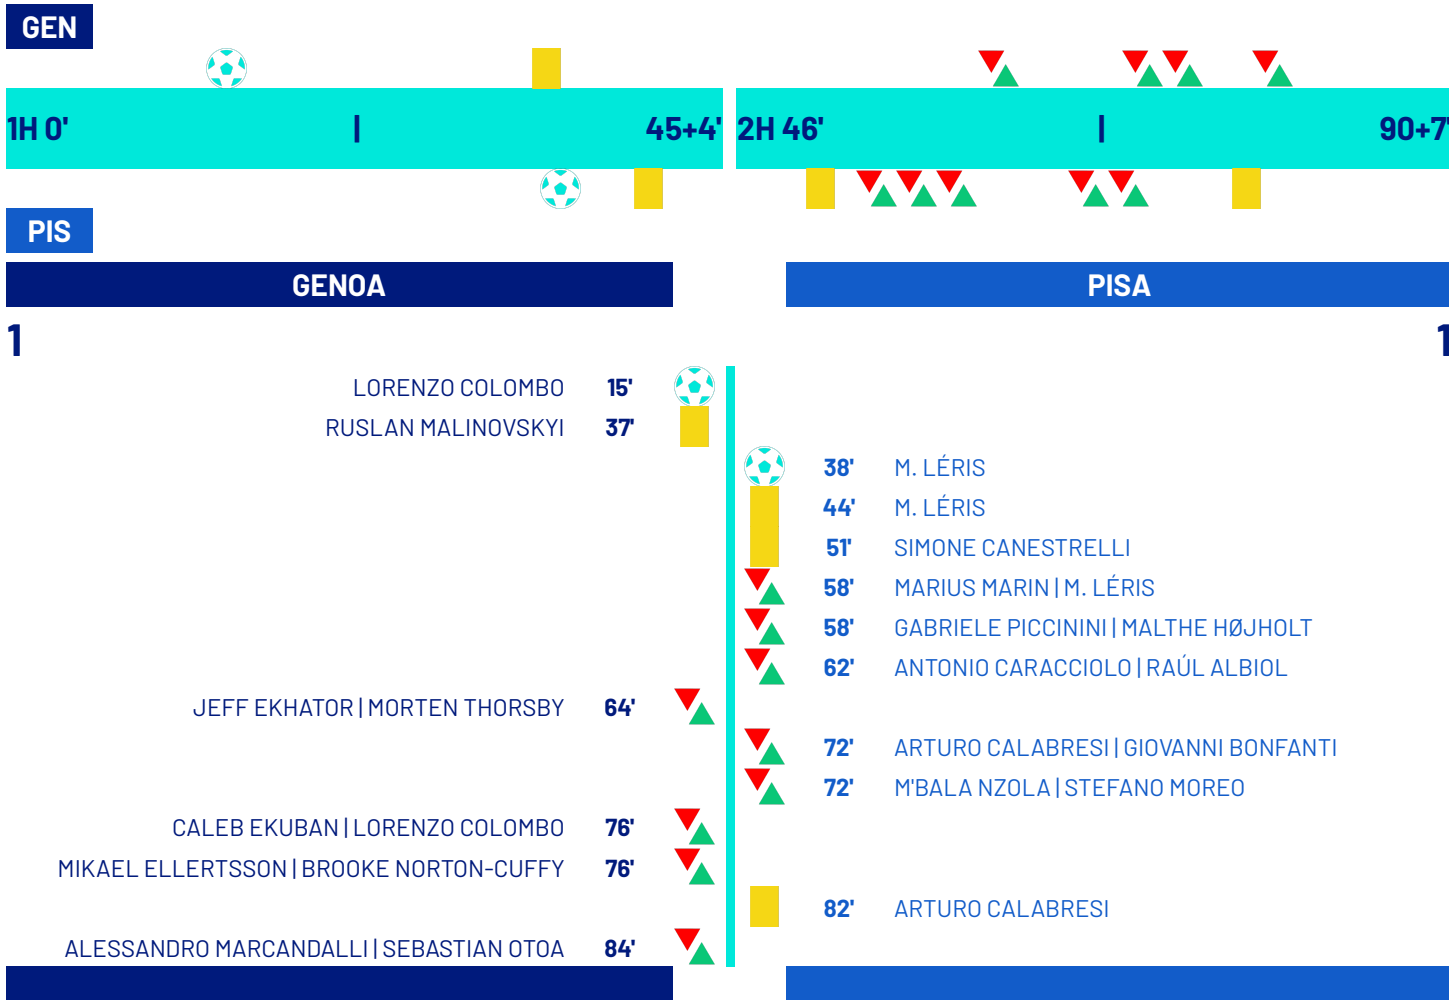 GEN
1H 0' | 45+4' 2H 46' | 90+7'
PIS
GENOA PISA
1 1
LORENZO COLOMBO 15'
RUSLAN MALINOVSKYI 37'
38' M. LÉRIS
44' M. LÉRIS
51' SIMONE CANESTRELLI
58' MARIUS MARIN | M. LÉRIS
58' GABRIELE PICCININI | MALTHE HØJHOLT
62' ANTONIO CARACCIOLO | RAÚL ALBIOL
JEFF EKHATOR | MORTEN THORSBY 64'
72' ARTURO CALABRESI | GIOVANNI BONFANTI
72' M'BALA NZOLA | STEFANO MOREO
CALEB EKUBAN | LORENZO COLOMBO 76'
MIKAEL ELLERTSSON | BROOKE NORTON-CUFFY 76'
82' ARTURO CALABRESI
ALESSANDRO MARCANDALLI | SEBASTIAN OTOA 84'